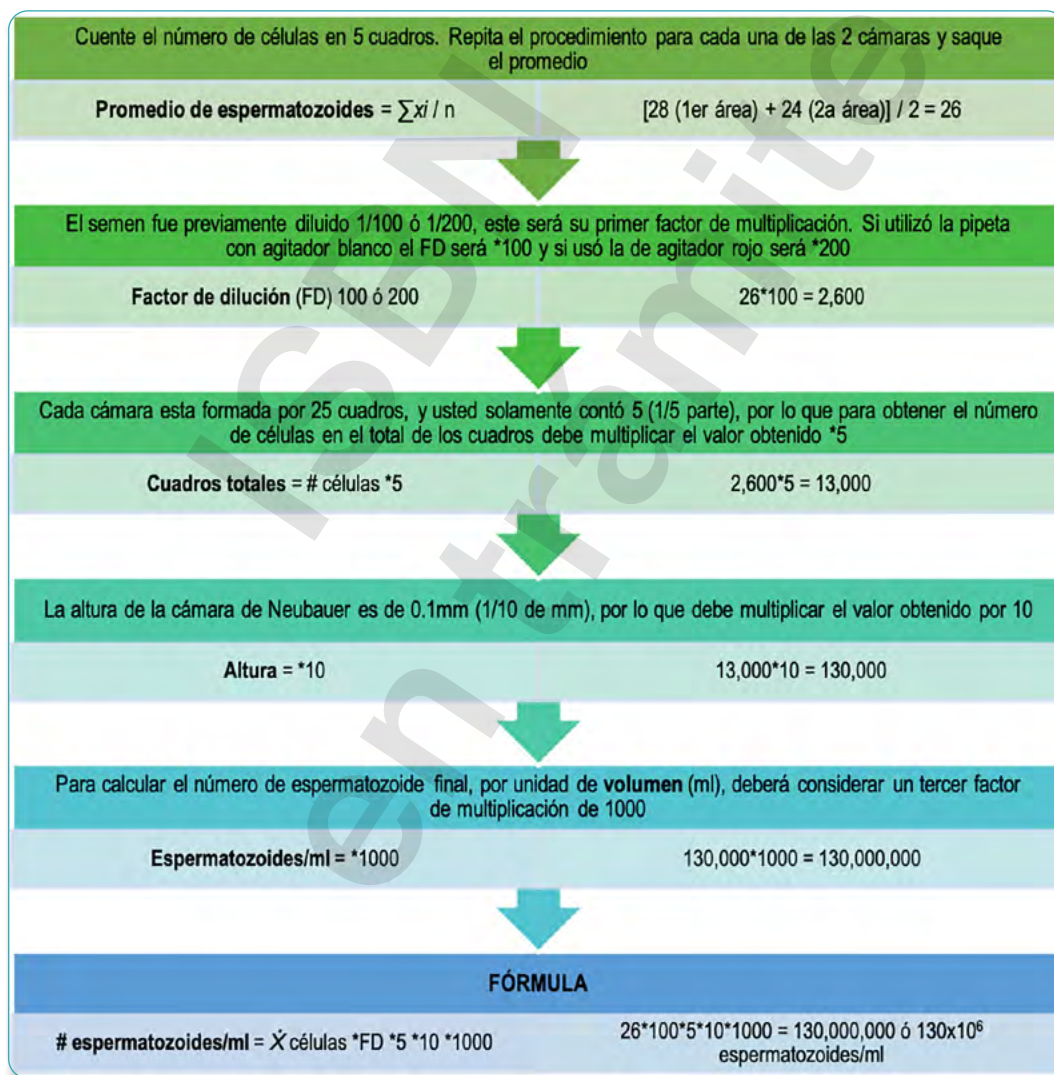 Cuente el número de células en 5 cuadros. Repita el procedimiento para cada una de las 2 cámaras y saque
el promedio
Promedio de espermatozoides = ∑xi / n
[28 (1er área) + 24 (2a área)] / 2 = 26
El semen fue previamente diluido 1/100 ó 1/200, este será su primer factor de multiplicación. Si utilizó la pipeta
con agitador blanco el FD será *100 y si usó la de agitador rojo será *200
Factor de dilución (FD) 100 ó 200
26*100 = 2,600
Cada cámara esta formada por 25 cuadros, y usted solamente contó 5 (1/5 parte), por lo que para obtener el número
de células en el total de los cuadros debe multiplicar el valor obtenido *5
Cuadros totales = # células *5
2,600*5 = 13,000
La altura de la cámara de Neubauer es de 0.1mm (1/10 de mm), por lo que debe multiplicar el valor obtenido por 10
Altura = *10
13,000*10 = 130,000
Para calcular el número de espermatozoide final, por unidad de volumen (ml), deberá considerar un tercer factor
de multiplicación de 1000
Espermatozoides/ml = *1000
130,000*1000 = 130,000,000
FÓRMULA
# espermatozoides/ml = Ẋ células *FD *5 *10 *1000
26*100*5*10*1000 = 130,000,000 ó 130x10⁶
espermatozoides/ml
ISBN
en trámite